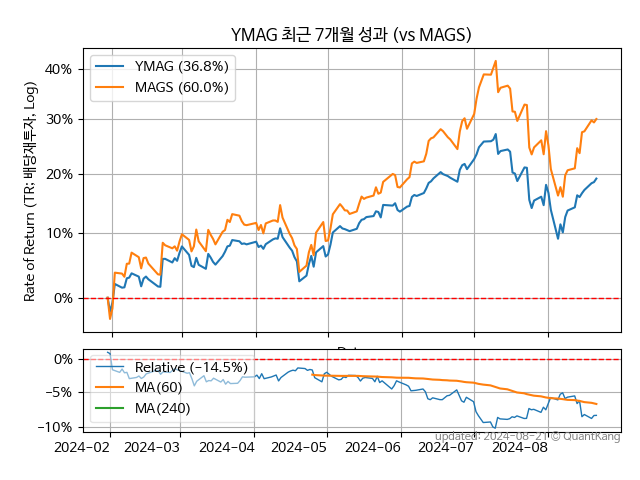 YMAG 최근 7개월 성과 (vs MAGS)
Rate of Return (TR: 배당재투자, Log)
40%
30%
20%
10%
0%
YMAG (36.8%)
MAGS (60.0%)
0%
−5%
−10%
Relative (−14.5%)
MA(60)
MA(240)
2024−02 2024−03 2024−04 2024−05 2024−06 2024−07 2024−08
updated: 2024−08−21 © QuantKang